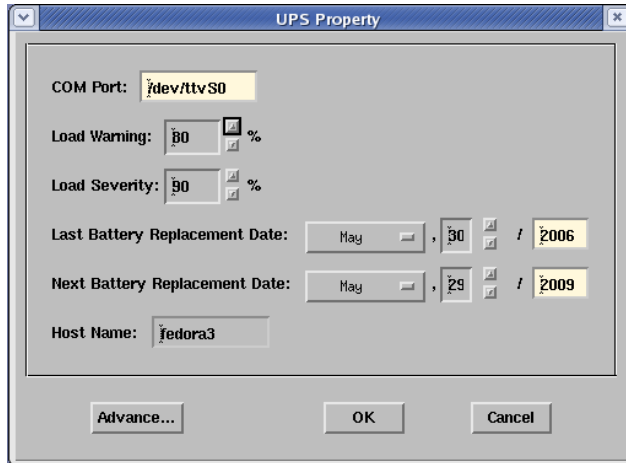 UPS Property
COM Port: /dev/ttyS0
Load Warning: 80 %
Load Severity: 90 %
Last Battery Replacement Date: May , 30 / 2006
Next Battery Replacement Date: May , 29 / 2009
Host Name: fedora3
Advance... OK Cancel